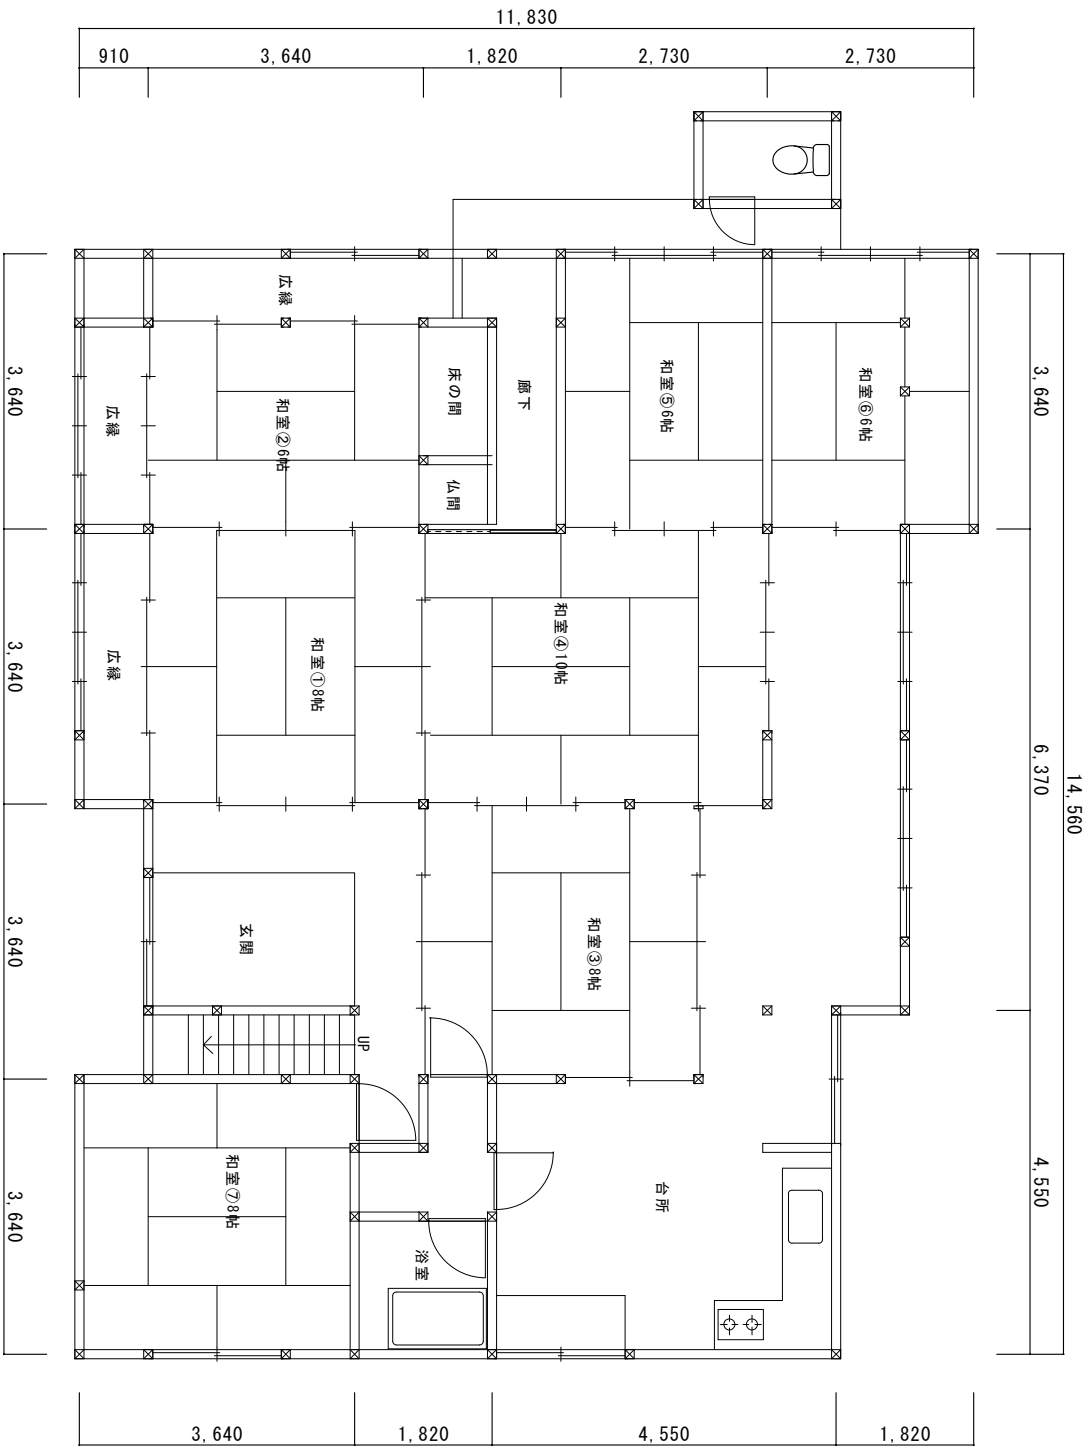 11,830
910
3,640
1,820
2,730
2,730
広縁
3,640
広縁
和室②6帖
床の間
仏間
廊下
和室⑤6帖
和室⑥6帖
3,640
3,640
広縁
和室①8帖
和室④10帖
6,370
14,560
3,640
玄関
和室③8帖
UP
3,640
和室⑦8帖
浴室
台所
4,550
3,640
1,820
4,550
1,820